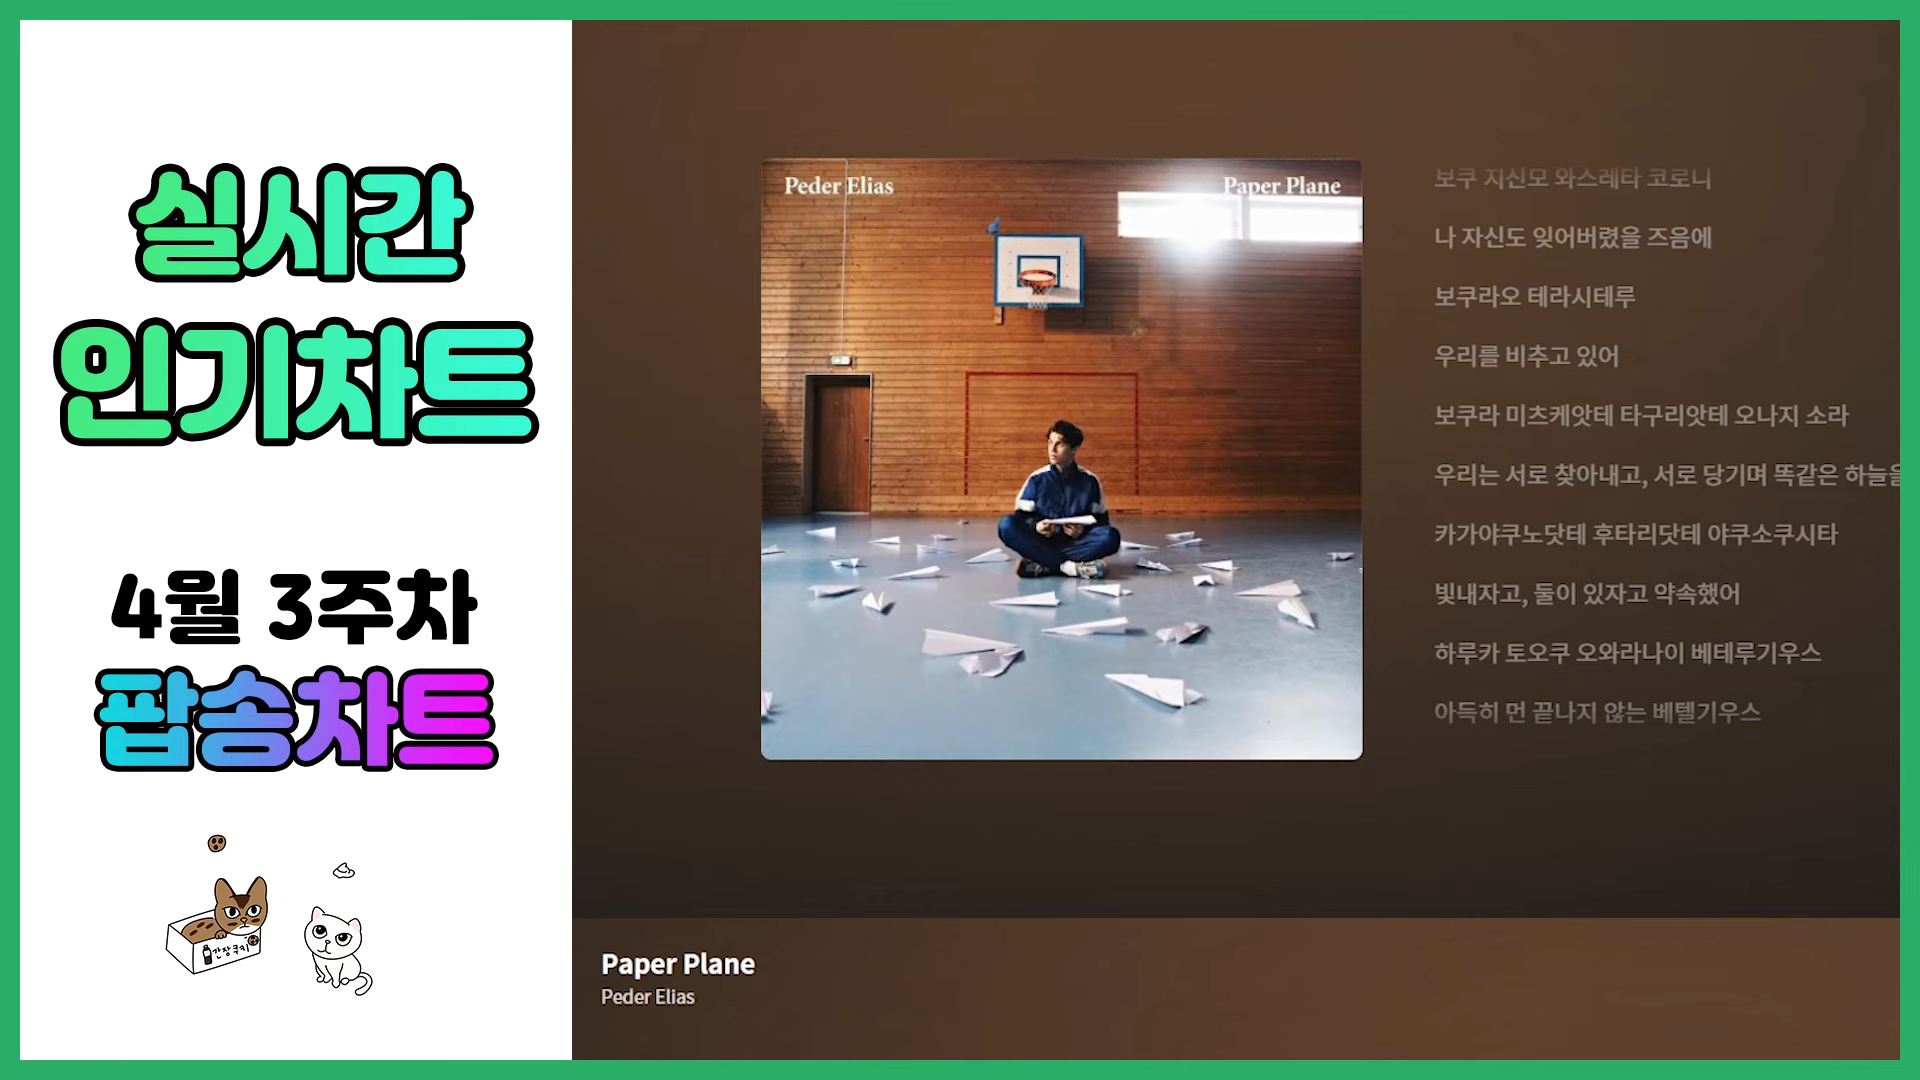 실시간
인기차트
4월 3주차
팝송차트
간장쿠키
Peder Elias
Paper Plane
보쿠 지신모 와스레타 코로니
나 자신도 잊어버렸을 즈음에
보쿠라오 테라시테루
우리를 비추고 있어
보쿠라 미츠케앗테 타구리앗테 오나지 소라
우리는 서로 찾아내고, 서로 당기며 똑같은 하늘을
카가야쿠노닷테 후타리닷테 야쿠소쿠시타
빛내자고, 둘이 있자고 약속했어
하루카 토오쿠 오와라나이 베테루기우스
아득히 먼 끝나지 않는 베텔기우스
Paper Plane
Peder Elias